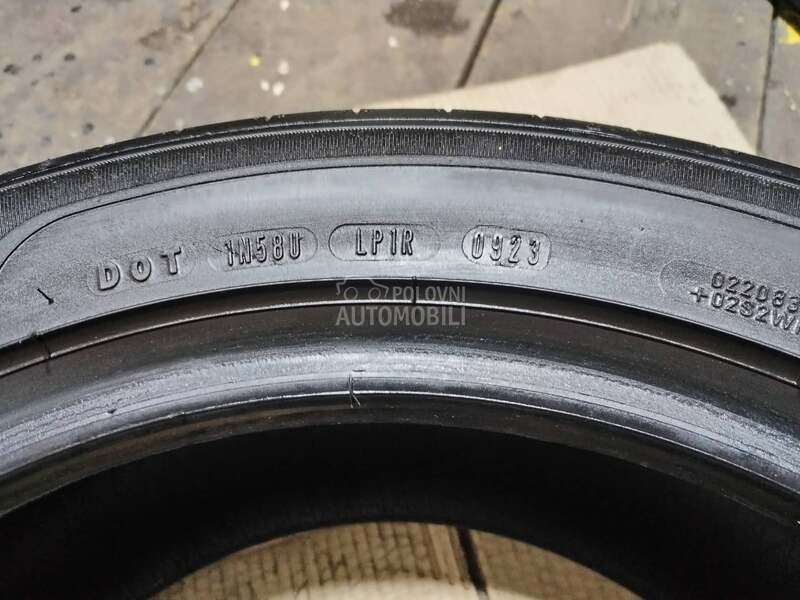 DOT 1N58U LP1R 0923
POLOVNI
AUTOMOBILI